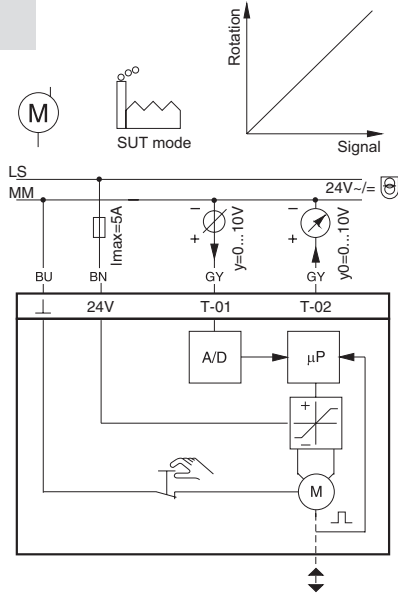 Rotation
M
SUT mode
Signal
LS
MM
24V~/=
Imax=5A
–
+
y=0...10V
–
+
y0=0...10V
BU
BN
GY
GY
⊥
24V
T-01
T-02
A/D
µP
+
–
M